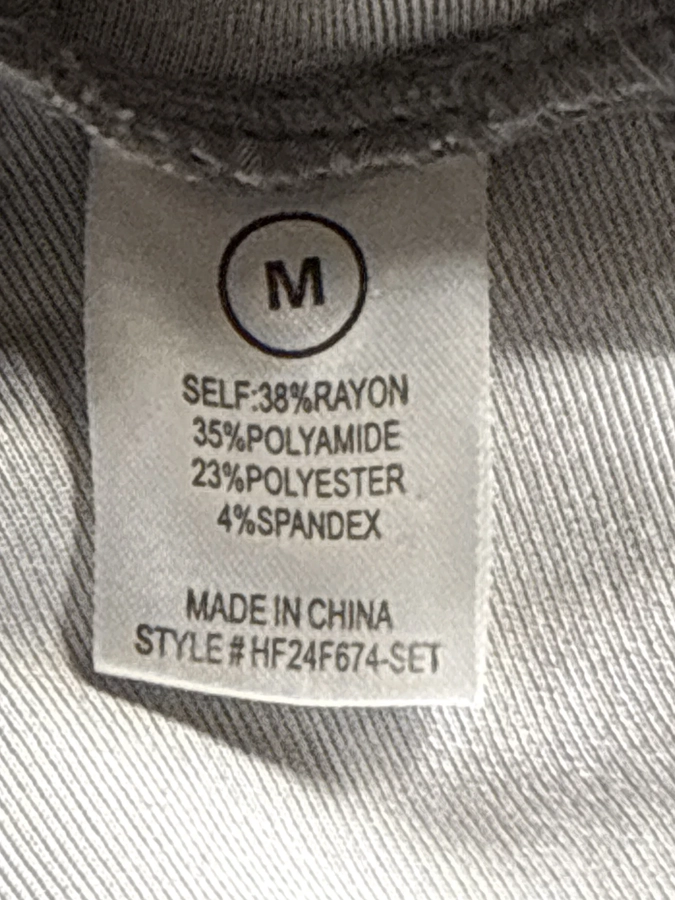 M
SELF:38%RAYON
35%POLYAMIDE
23%POLYESTER
4%SPANDEX
MADE IN CHINA
STYLE # HF24F674-SET